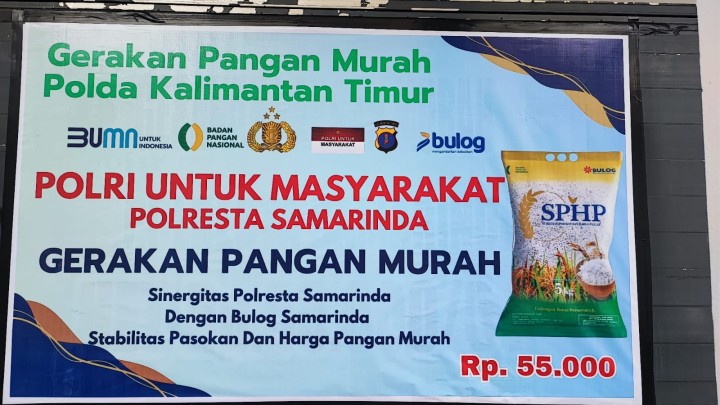 Gerakan Pangan Murah
Polda Kalimantan Timur
BUMN UNTUK INDONESIA
BADAN PANGAN NASIONAL
POLRI UNTUK MASYARAKAT
bulog
POLRI UNTUK MASYARAKAT
POLRESTA SAMARINDA
GERAKAN PANGAN MURAH
Sinergitas Polresta Samarinda
Dengan Bulog Samarinda
Stabilitas Pasokan Dan Harga Pangan Murah
BULOG
SPHP
5 KG
Rp. 55.000